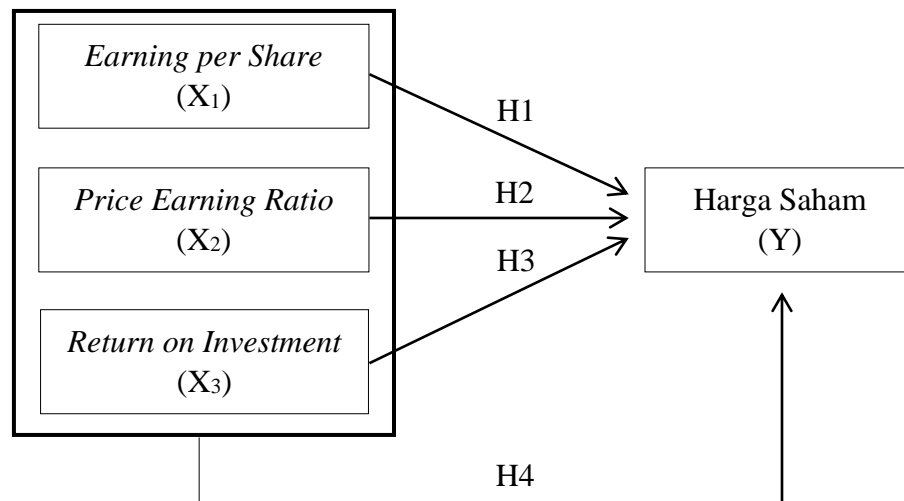 Earning per Share
(X₁)
H1
Price Earning Ratio
(X₂)
H2
Harga Saham
(Y)
H3
Return on Investment
(X₃)
H4